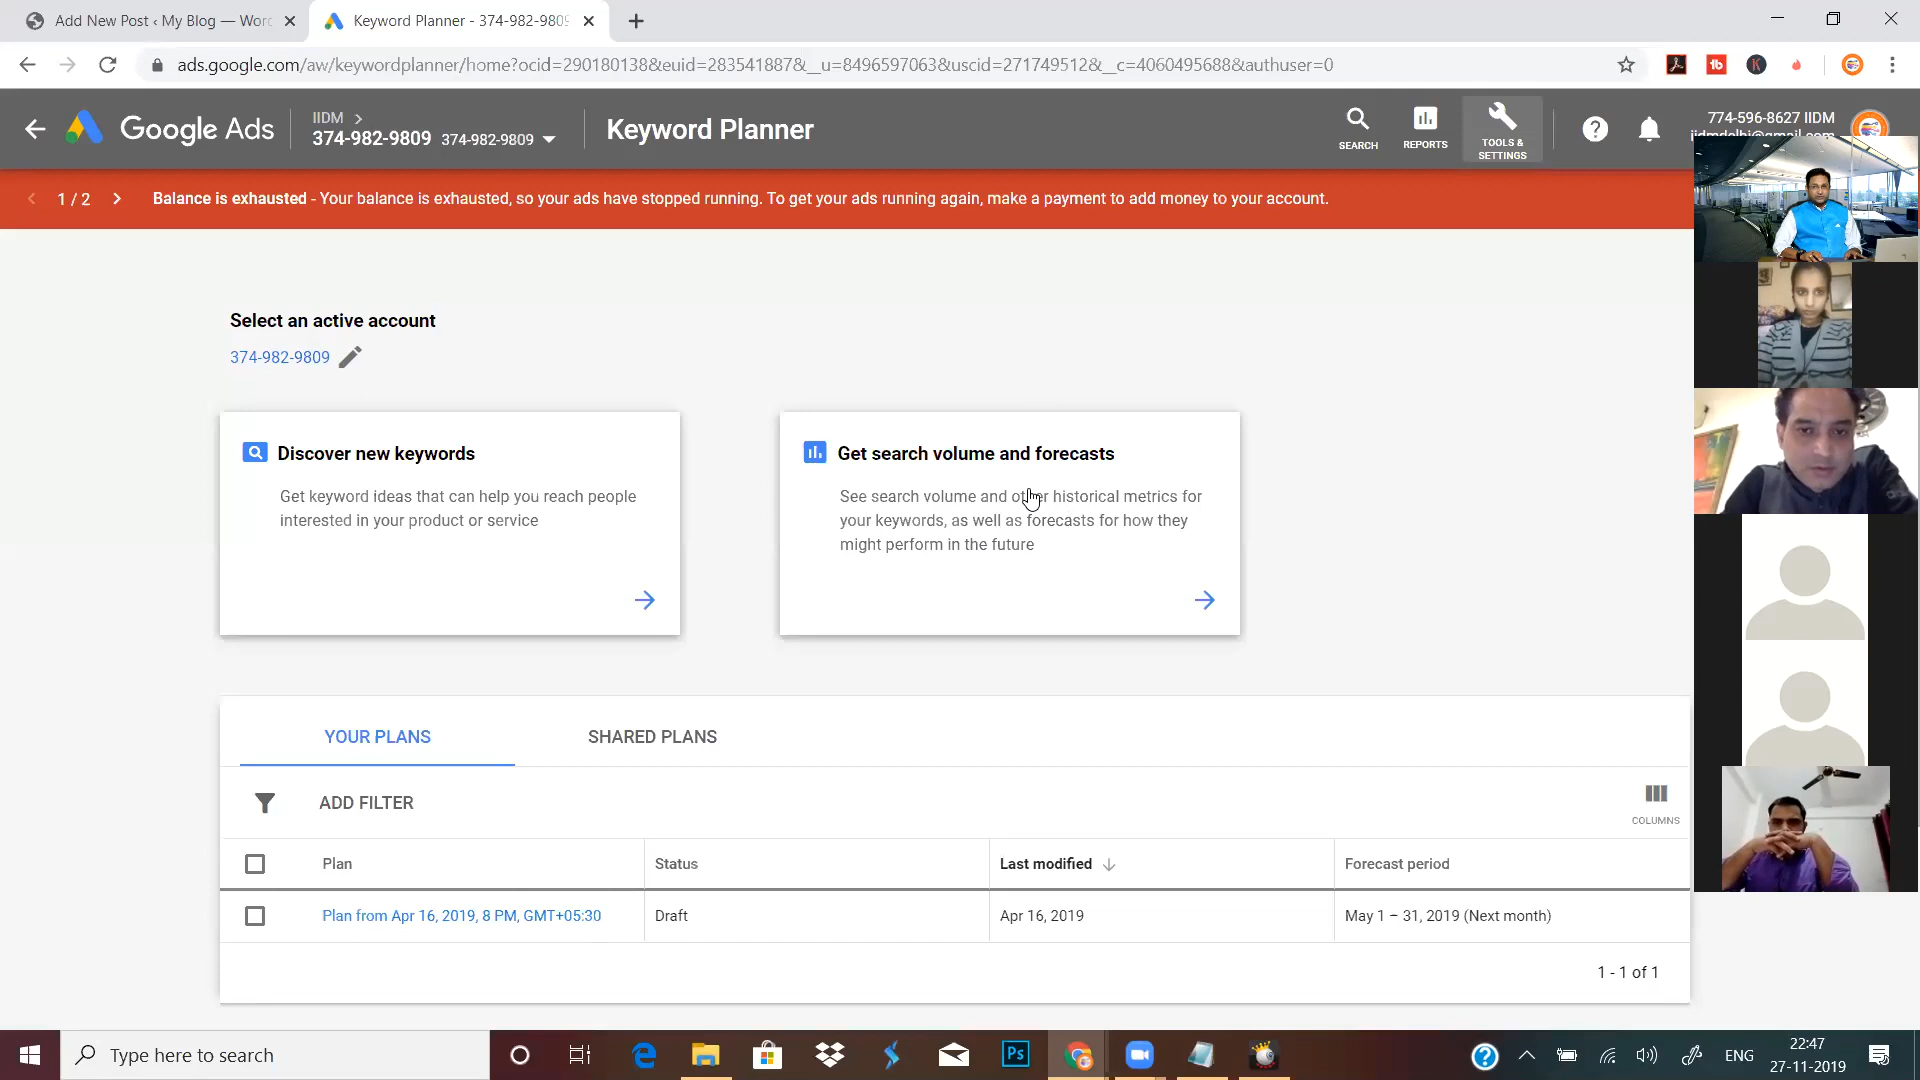 Add New Post ‹ My Blog — Wor
Keyword Planner - 374-982-9809
ads.google.com/aw/keywordplanner/home?ocid=290180138&euid=283541887&__u=8496597063&uscid=271749512&__c=4060495688&authuser=0
Google Ads
IIDM >
374-982-9809 374-982-9809
Keyword Planner
SEARCH
REPORTS
TOOLS &
SETTINGS
774-596-8627 IIDM
iidmdelhi@gmail.com
1 / 2
Balance is exhausted - Your balance is exhausted, so your ads have stopped running. To get your ads running again, make a payment to add money to your account.
Select an active account
374-982-9809
Discover new keywords
Get keyword ideas that can help you reach people
interested in your product or service
Get search volume and forecasts
See search volume and other historical metrics for
your keywords, as well as forecasts for how they
might perform in the future
YOUR PLANS
SHARED PLANS
ADD FILTER
COLUMNS
Plan
Status
Last modified
Forecast period
Plan from Apr 16, 2019, 8 PM, GMT+05:30
Draft
Apr 16, 2019
May 1 – 31, 2019 (Next month)
1 - 1 of 1
Type here to search
Ps
ENG
22:47
27-11-2019